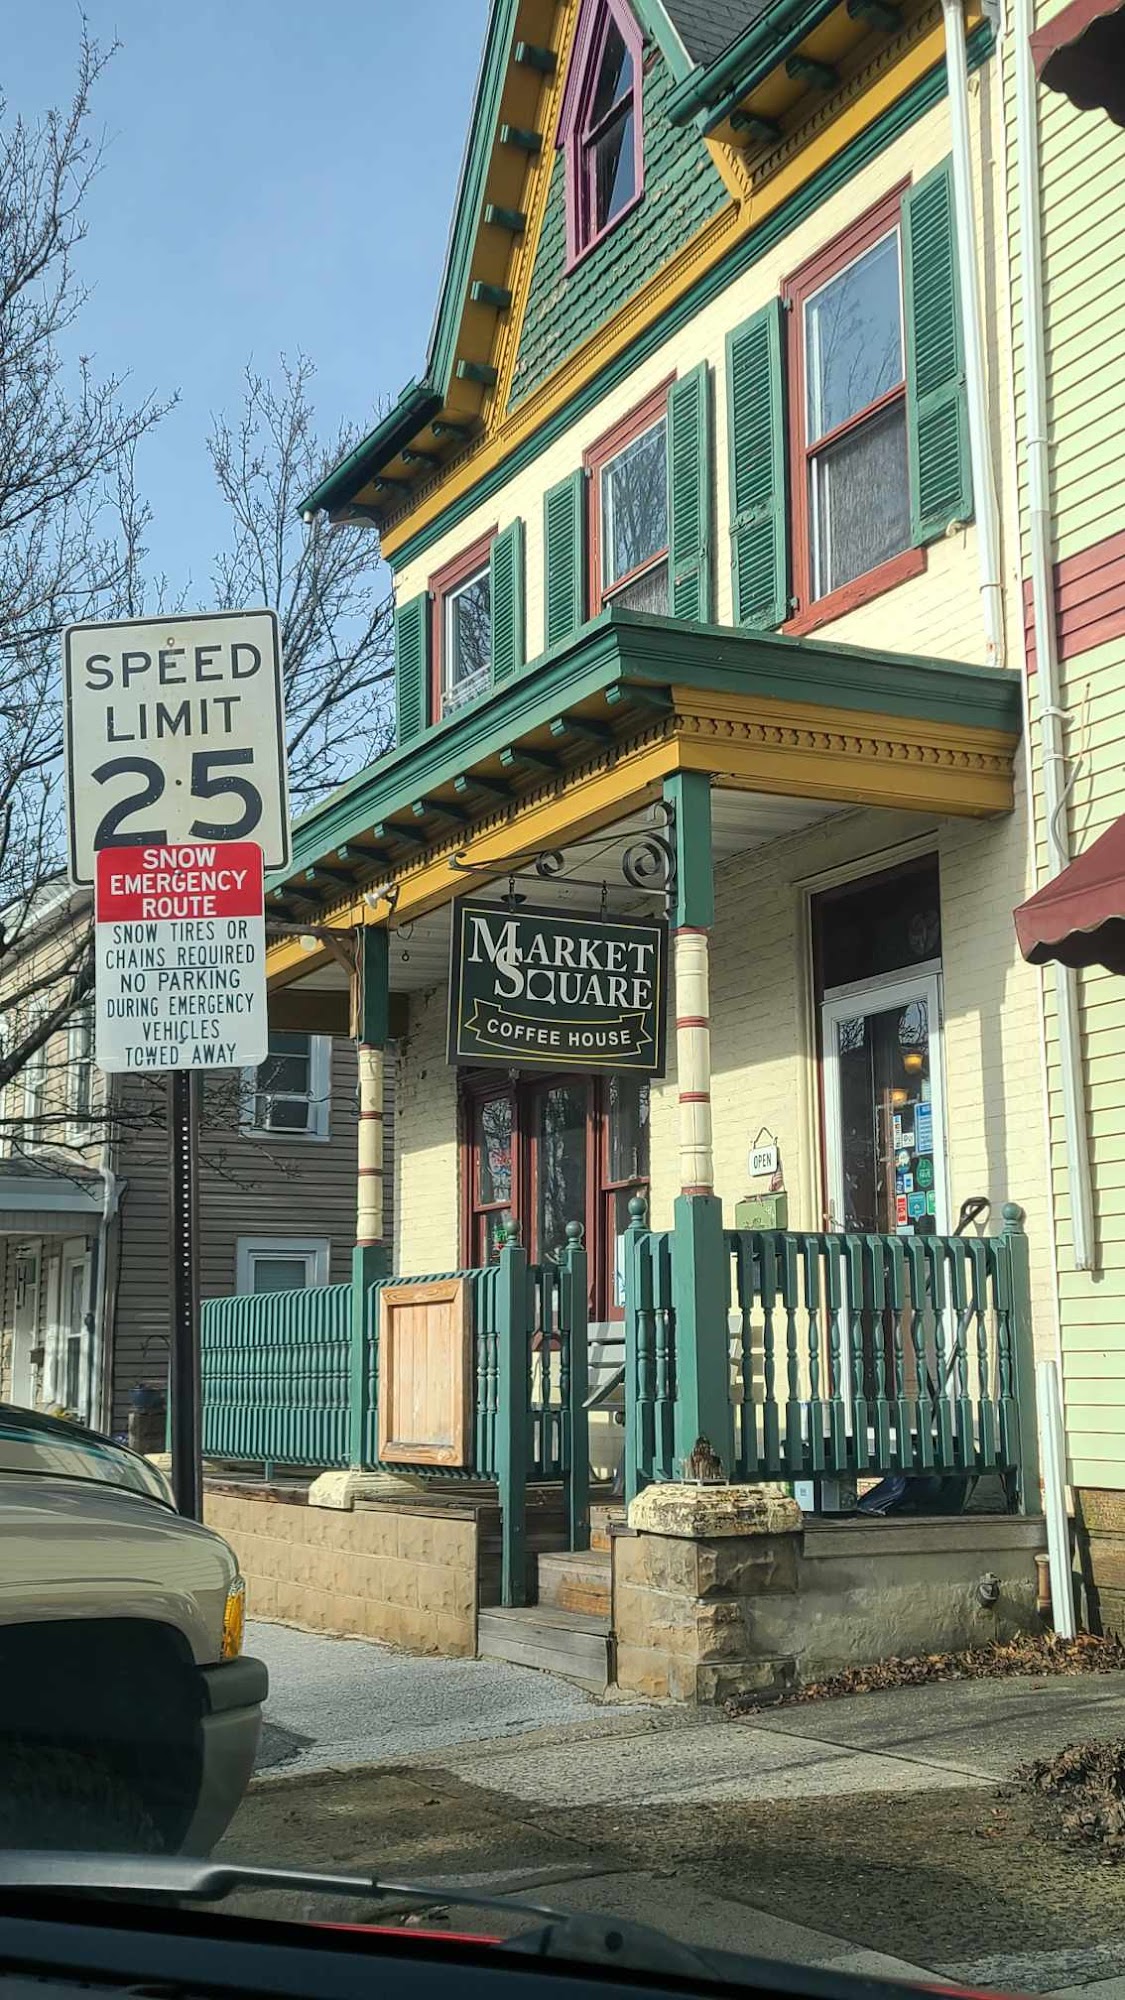 SPEED
LIMIT
25
SNOW
EMERGENCY
ROUTE
SNOW TIRES OR
CHAINS REQUIRED
NO PARKING
DURING EMERGENCY
VEHICLES
TOWED AWAY
MARKET
SQUARE
COFFEE HOUSE
OPEN